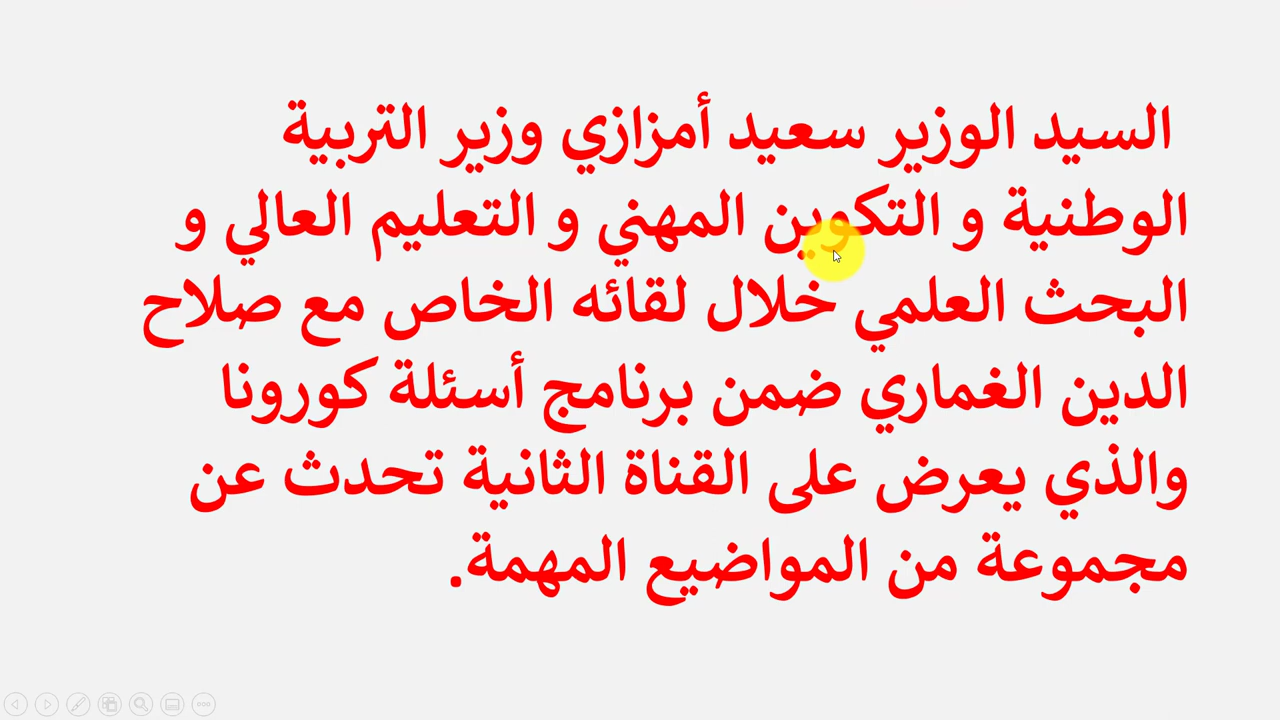 السيد الوزير سعيد أمزازي وزير التربية
الوطنية و التكوين المهني و التعليم العالي و
البحث العلمي خلال لقائه الخاص مع صلاح
الدين الغماري ضمن برنامج أسئلة كورونا
والذي يعرض على القناة الثانية تحدث عن
مجموعة من المواضيع المهمة.